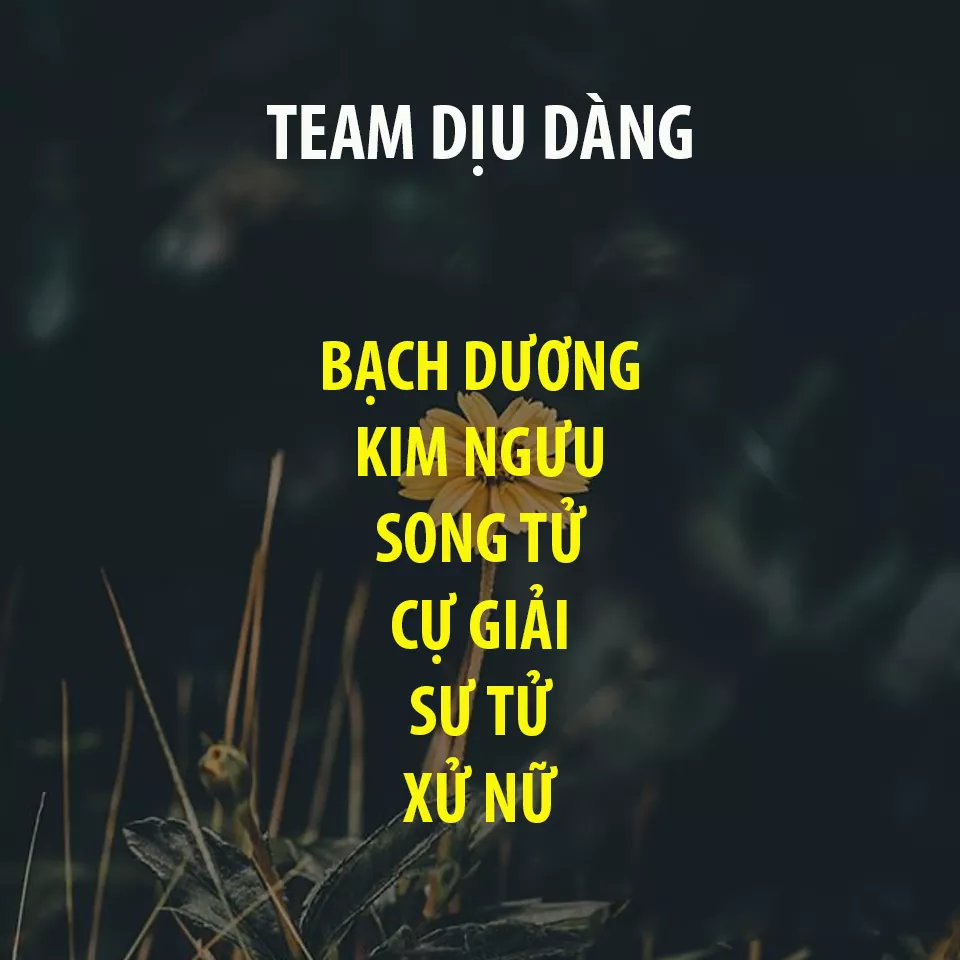 TEAM DỊU DÀNG
BẠCH DƯƠNG
KIM NGƯU
SONG TỬ
CỰ GIẢI
SƯ TỬ
XỬ NỮ